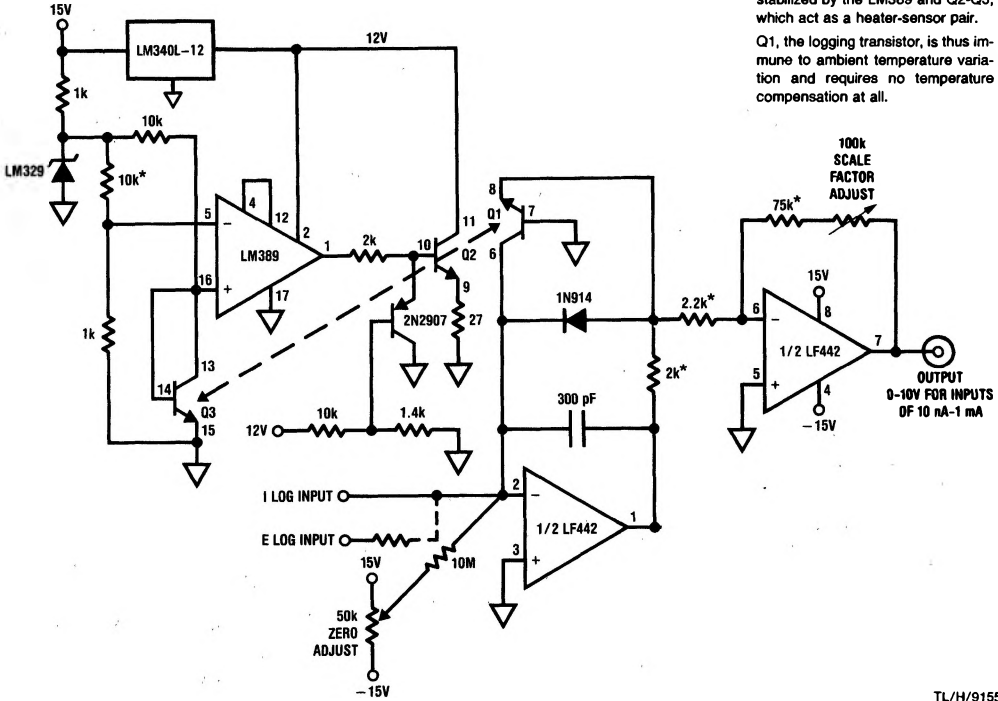 stabilized by the LM389 and Q2-Q3,
which act as a heater-sensor pair.
Q1, the logging transistor, is thus im-
mune to ambient temperature varia-
tion and requires no temperature
compensation at all.
15V
LM340L-12
12V
1k
10k
LM329
10k*
4
12
5
−
2
11
8
Q1
7
100k
SCALE
FACTOR
ADJUST
75k*
LM389
1
2k
10
Q2
6
16
+
17
9
2N2907
27
1N914
2.2k*
15V
6
−
8
1/2 LF442
7
5
+
4
−15V
OUTPUT
0-10V FOR INPUTS
OF 10 nA-1 mA
1k
13
14
Q3
15
2k*
300 pF
12V
10k
1.4k
I LOG INPUT
2
−
1/2 LF442
1
E LOG INPUT
3
+
10M
15V
50k
ZERO
ADJUST
−15V
TL/H/9155